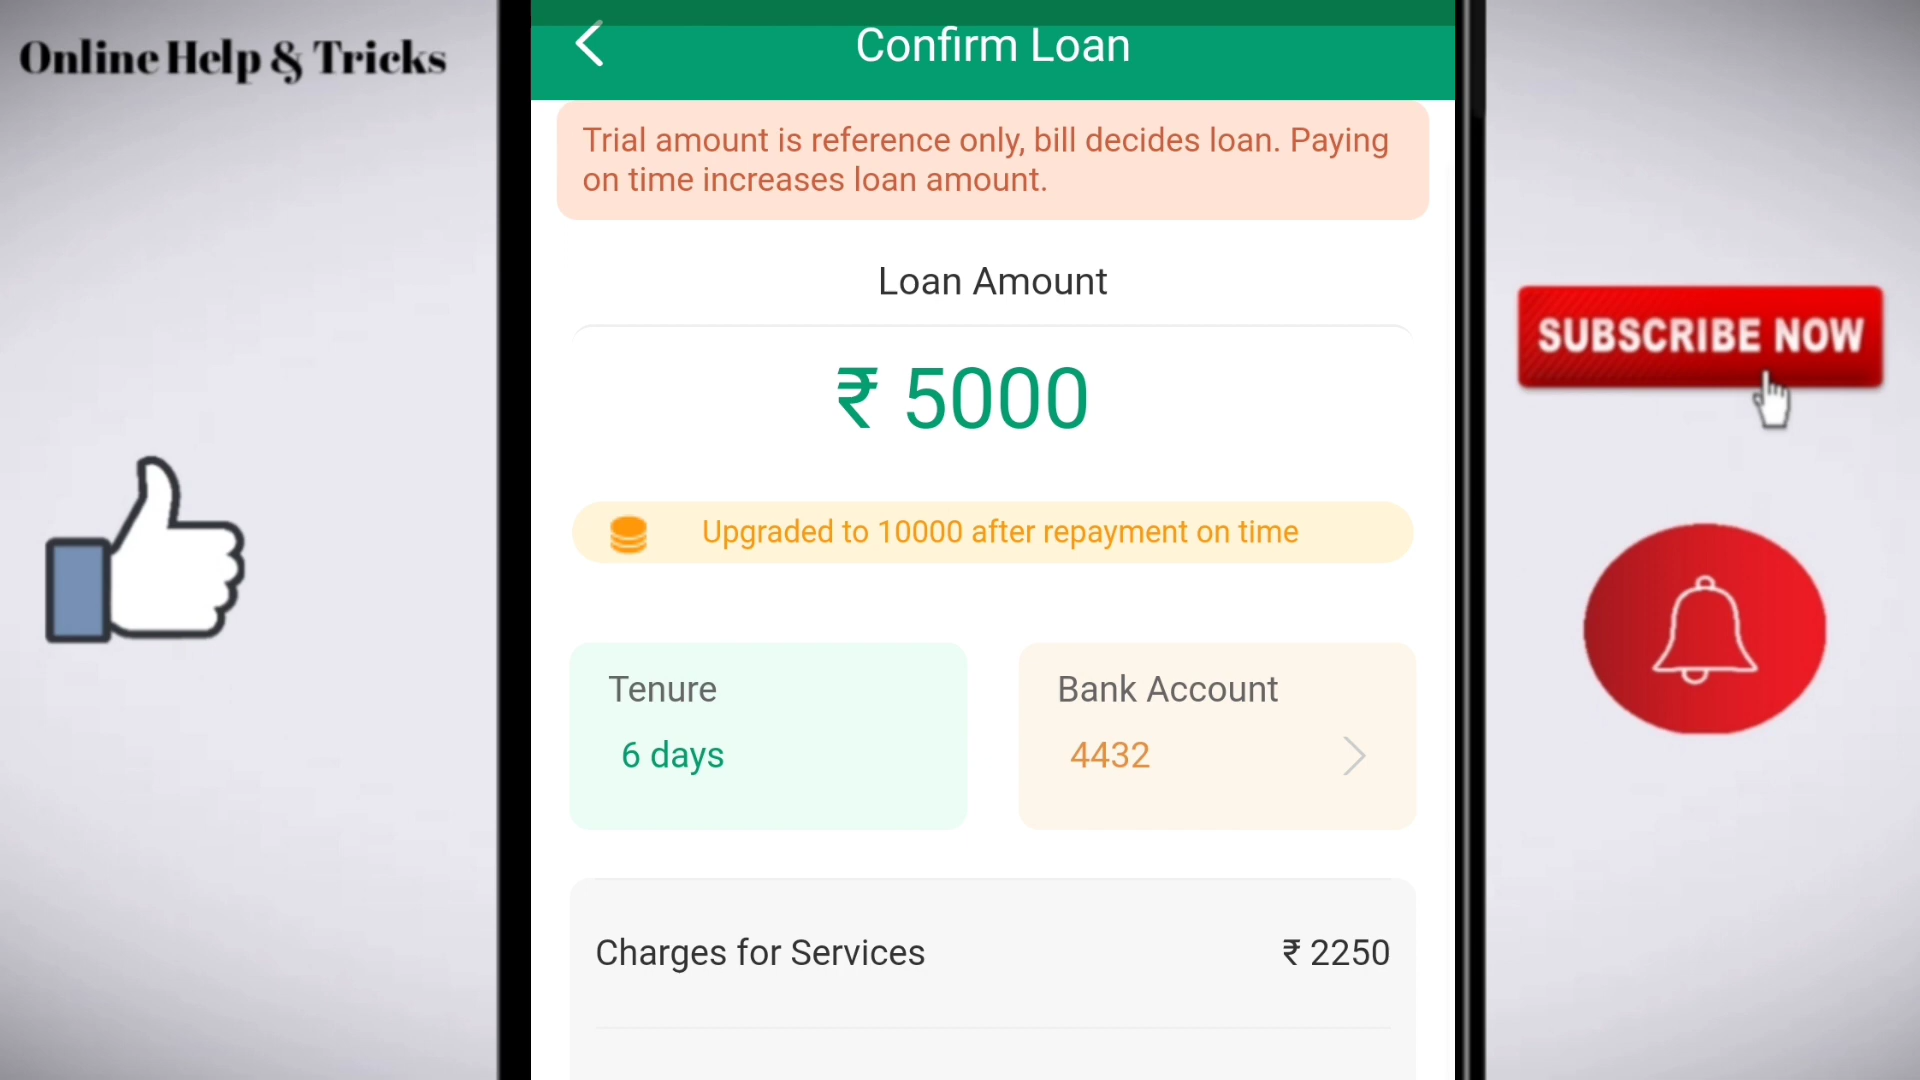 Online Help & Tricks
Confirm Loan
Trial amount is reference only, bill decides loan. Paying
on time increases loan amount.
Loan Amount
₹ 5000
Upgraded to 10000 after repayment on time
Tenure
6 days
Bank Account
4432
Charges for Services
₹ 2250
SUBSCRIBE NOW